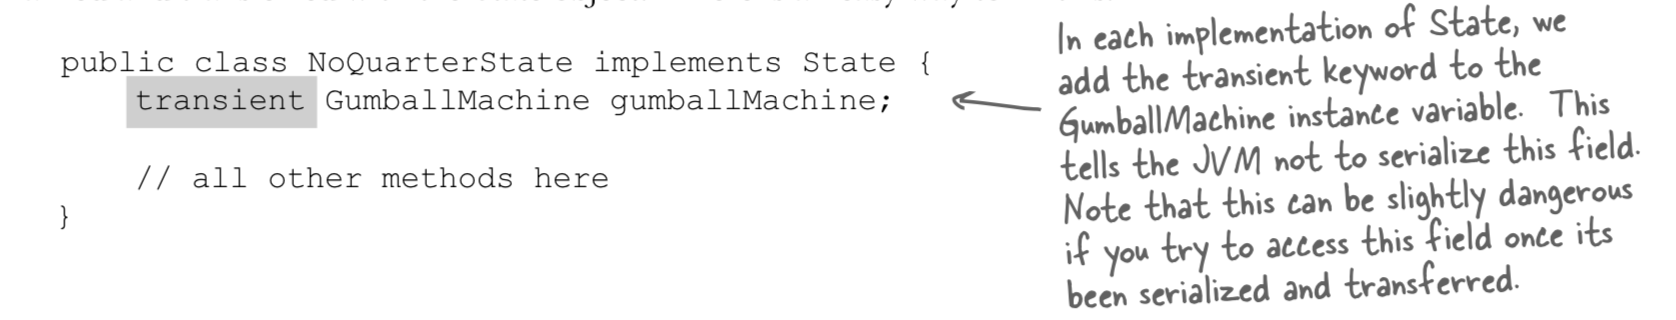 public class NoQuarterState implements State {
transient GumballMachine gumballMachine;
// all other methods here
}
In each implementation of State, we
add the transient keyword to the
GumballMachine instance variable. This
tells the JVM not to serialize this field.
Note that this can be slightly dangerous
if you try to access this field once its
been serialized and transferred.